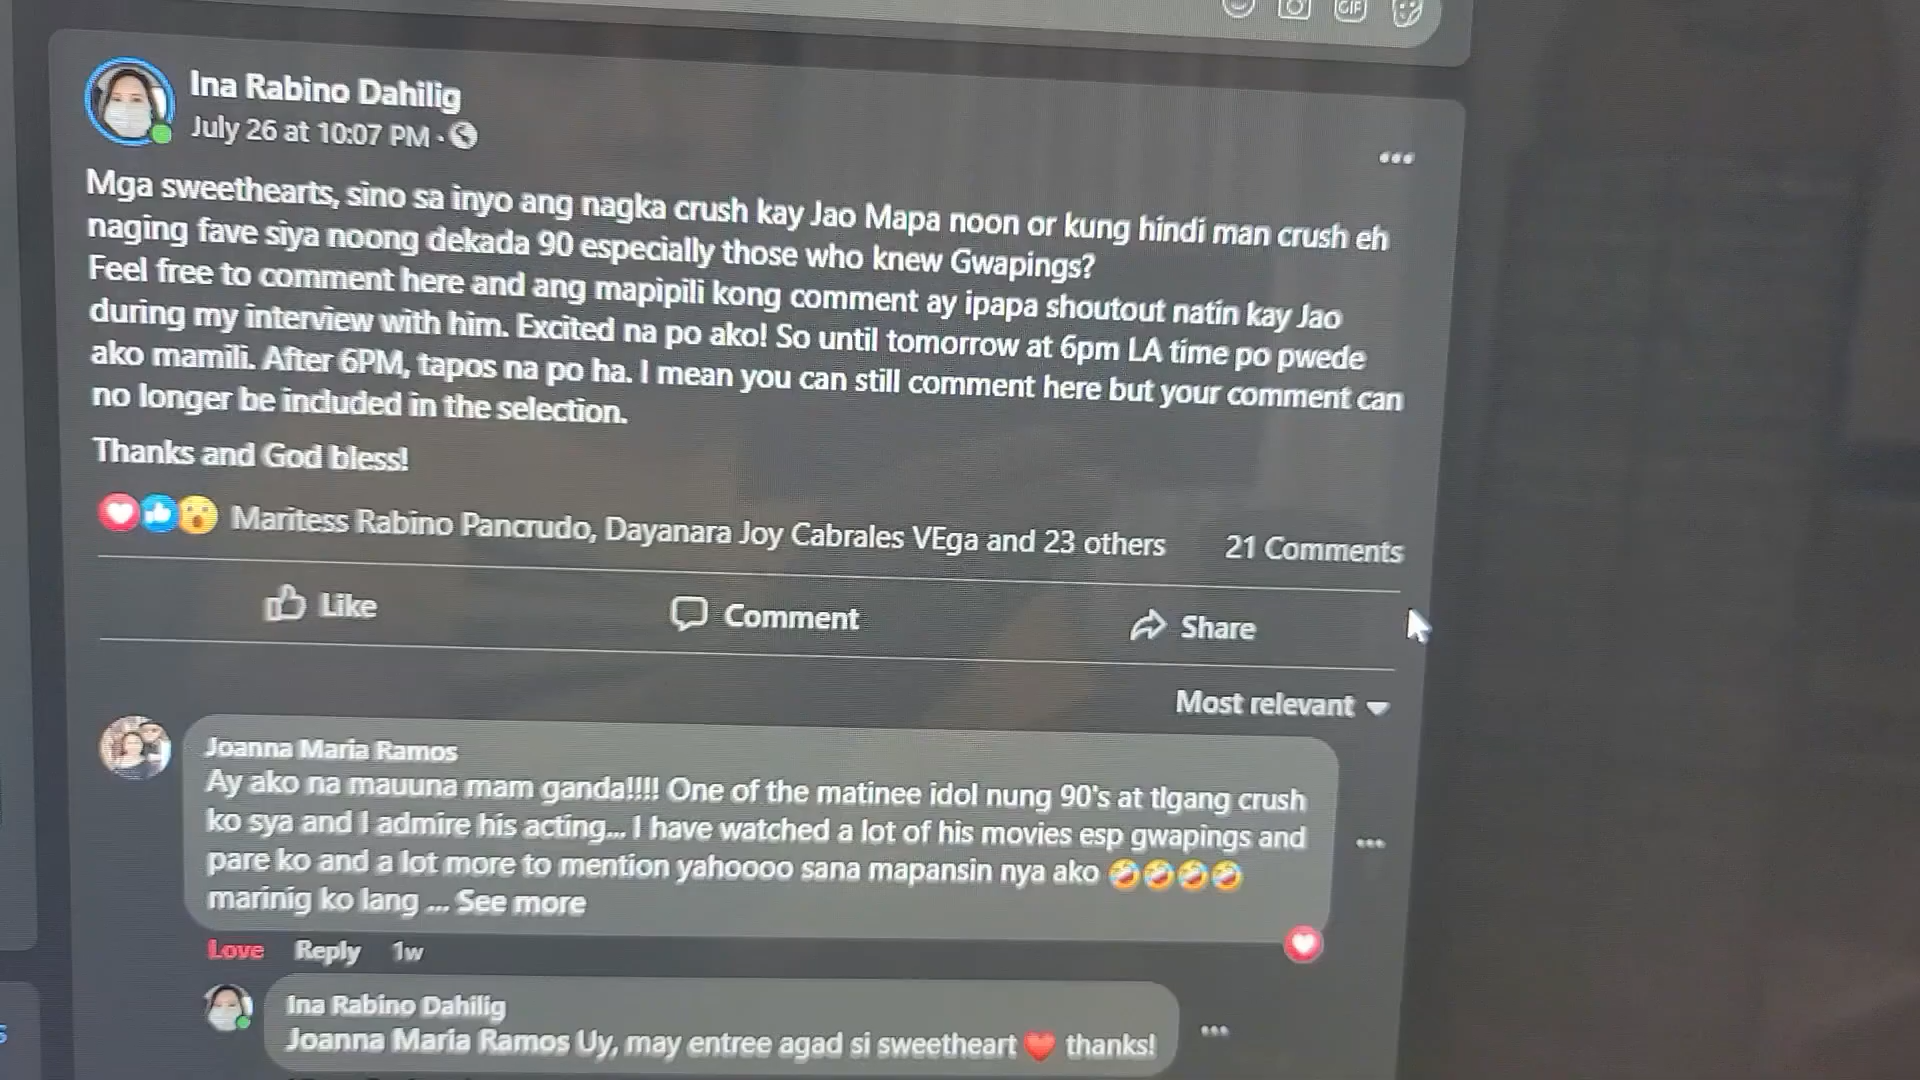 GIF
Ina Rabino Dahilig
July 26 at 10:07 PM ·
Mga sweethearts, sino sa inyo ang nagka crush kay Jao Mapa noon or kung hindi man crush eh
naging fave siya noong dekada 90 especially those who knew Gwapings?
Feel free to comment here and ang mapipili kong comment ay ipapa shoutout natin kay Jao
during my interview with him. Excited na po ako! So until tomorrow at 6pm LA time po pwede
ako mamili. After 6PM, tapos na po ha. I mean you can still comment here but your comment can
no longer be included in the selection.
Thanks and God bless!
Maritess Rabino Pancrudo, Dayanara Joy Cabrales VEga and 23 others 21 Comments
Like Comment Share
Most relevant
Joanna Maria Ramos
Ay ako na mauuna mam ganda!!!! One of the matinee idol nung 90's at tlgang crush
ko sya and I admire his acting... I have watched a lot of his movies esp gwapings and
pare ko and a lot more to mention yahoooo sana mapansin nya ako 🤣🤣🤣🤣
marinig ko lang ... See more
Love Reply 1w
Ina Rabino Dahilig
Joanna Maria Ramos Uy, may entree agad si sweetheart ❤️ thanks!